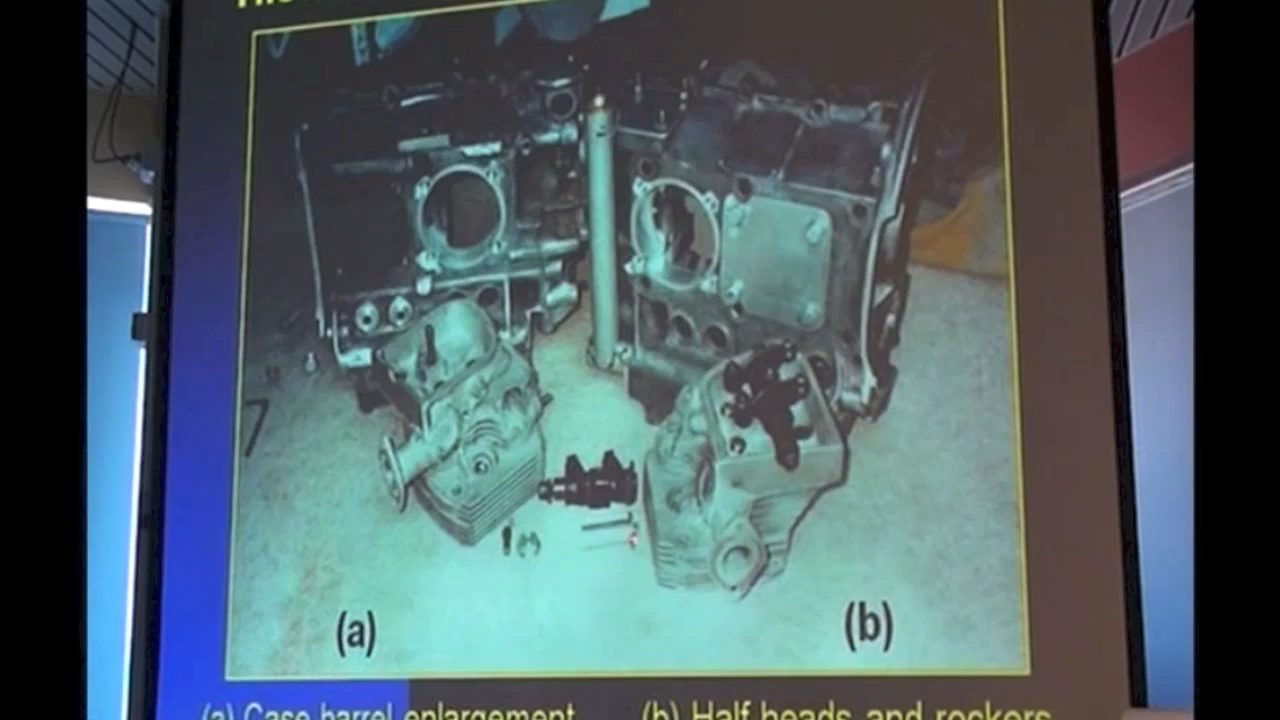 (a)
(b)
(a) Case barrel enlargement
(b) Half heads and rockers